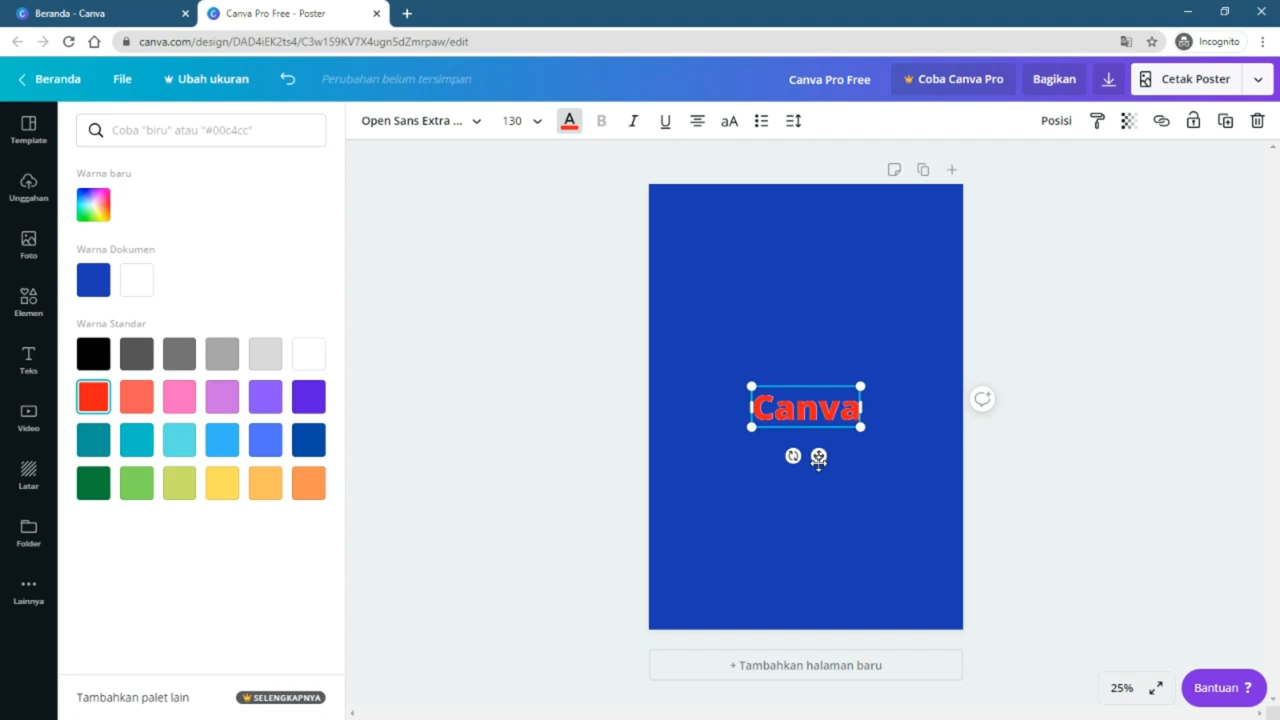 Beranda - Canva
Canva Pro Free - Poster
canva.com/design/DAD4iEK2ts4/C3w159KV7X4ugn5dZmrpaw/edit
Incognito
Beranda
File
Ubah ukuran
Perubahan belum tersimpan
Canva Pro Free
Coba Canva Pro
Bagikan
Cetak Poster
Template
Unggahan
Foto
Elemen
Teks
Video
Latar
Folder
Lainnya
Coba "biru" atau "#00c4cc"
Warna baru
Warna Dokumen
Warna Standar
Tambahkan palet lain
SELENGKAPNYA
Open Sans Extra ...
130
A
B
I
U
aA
Posisi
Canva
+ Tambahkan halaman baru
25%
Bantuan ?